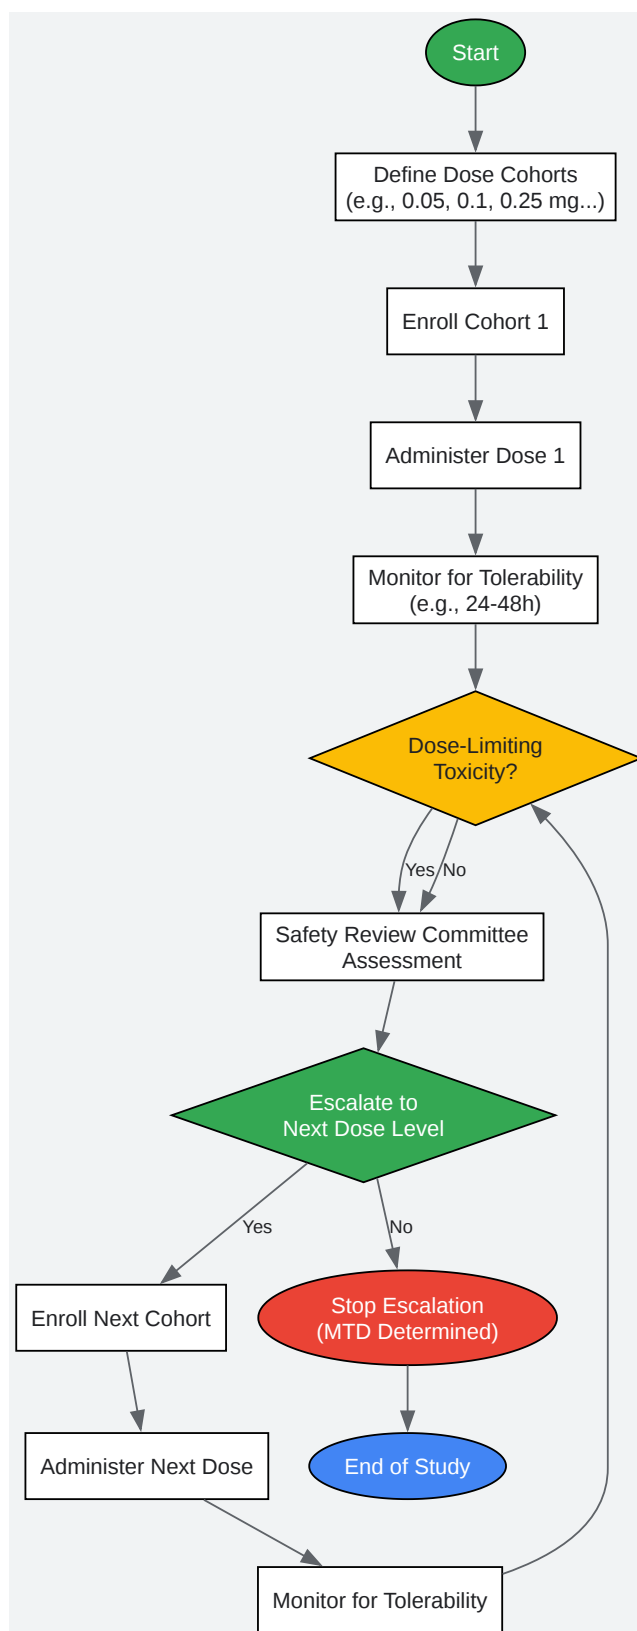 Start
Define Dose Cohorts
(e.g., 0.05, 0.1, 0.25 mg...)
Enroll Cohort 1
Administer Dose 1
Monitor for Tolerability
(e.g., 24-48h)
Dose-Limiting
Toxicity?
Yes
No
Safety Review Committee
Assessment
Escalate to
Next Dose Level
Yes
No
Enroll Next Cohort
Stop Escalation
(MTD Determined)
Administer Next Dose
End of Study
Monitor for Tolerability